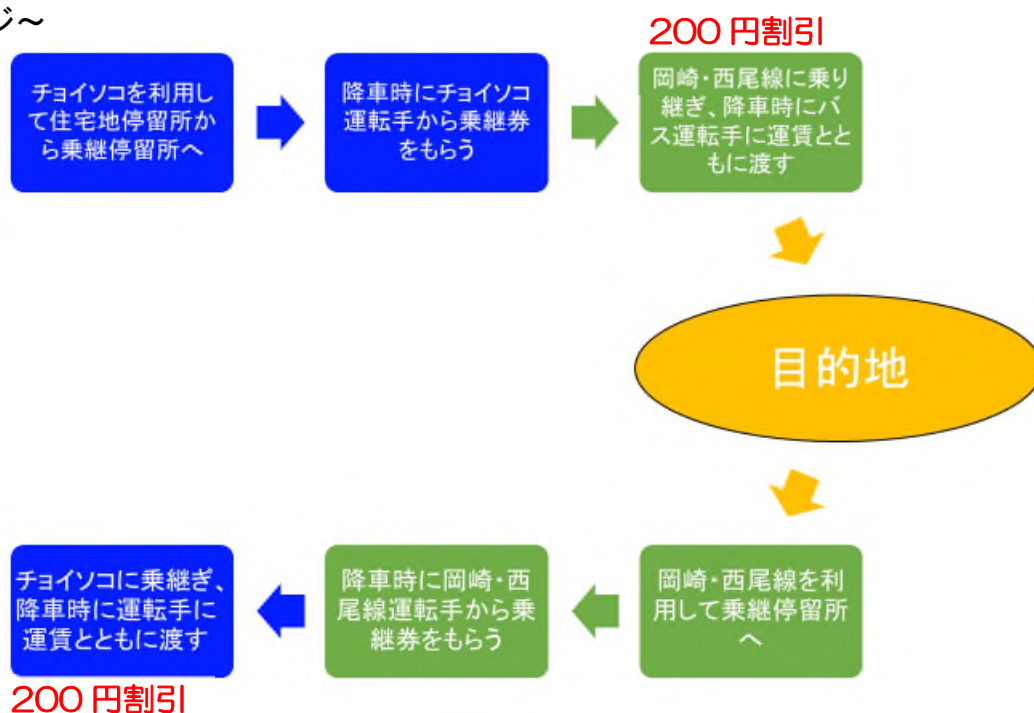 ジ～
200 円割引
チョイソコを利用し
て住宅地停留所か
ら乗継停留所へ
降車時にチョイソコ
運転手から乗継券
をもらう
岡崎・西尾線に乗り
継ぎ、降車時にバ
ス運転手に運賃とと
もに渡す
目的地
岡崎・西尾線を利
用して乗継停留所
へ
降車時に岡崎・西
尾線運転手から乗
継券をもらう
チョイソコに乗継ぎ、
降車時に運転手に
運賃とともに渡す
200 円割引